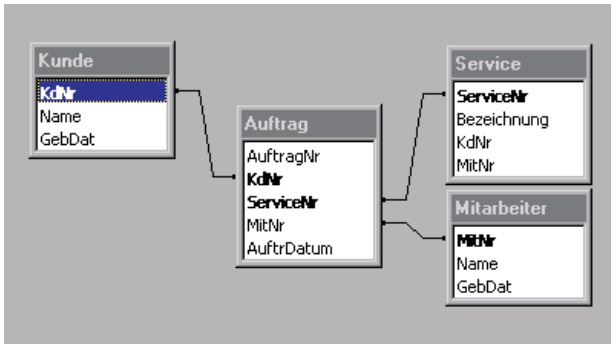 Kunde
KdNr
Name
GebDat
Auftrag
AuftragNr
KdNr
ServiceNr
MitNr
AuftrDatum
Service
ServiceNr
Bezeichnung
KdNr
MitNr
Mitarbeiter
MitNr
Name
GebDat